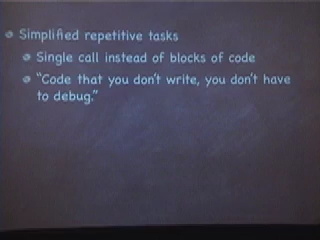 Simplified repetitive tasks
Single call instead of blocks of code
“Code that you don’t write, you don’t have
to debug.”